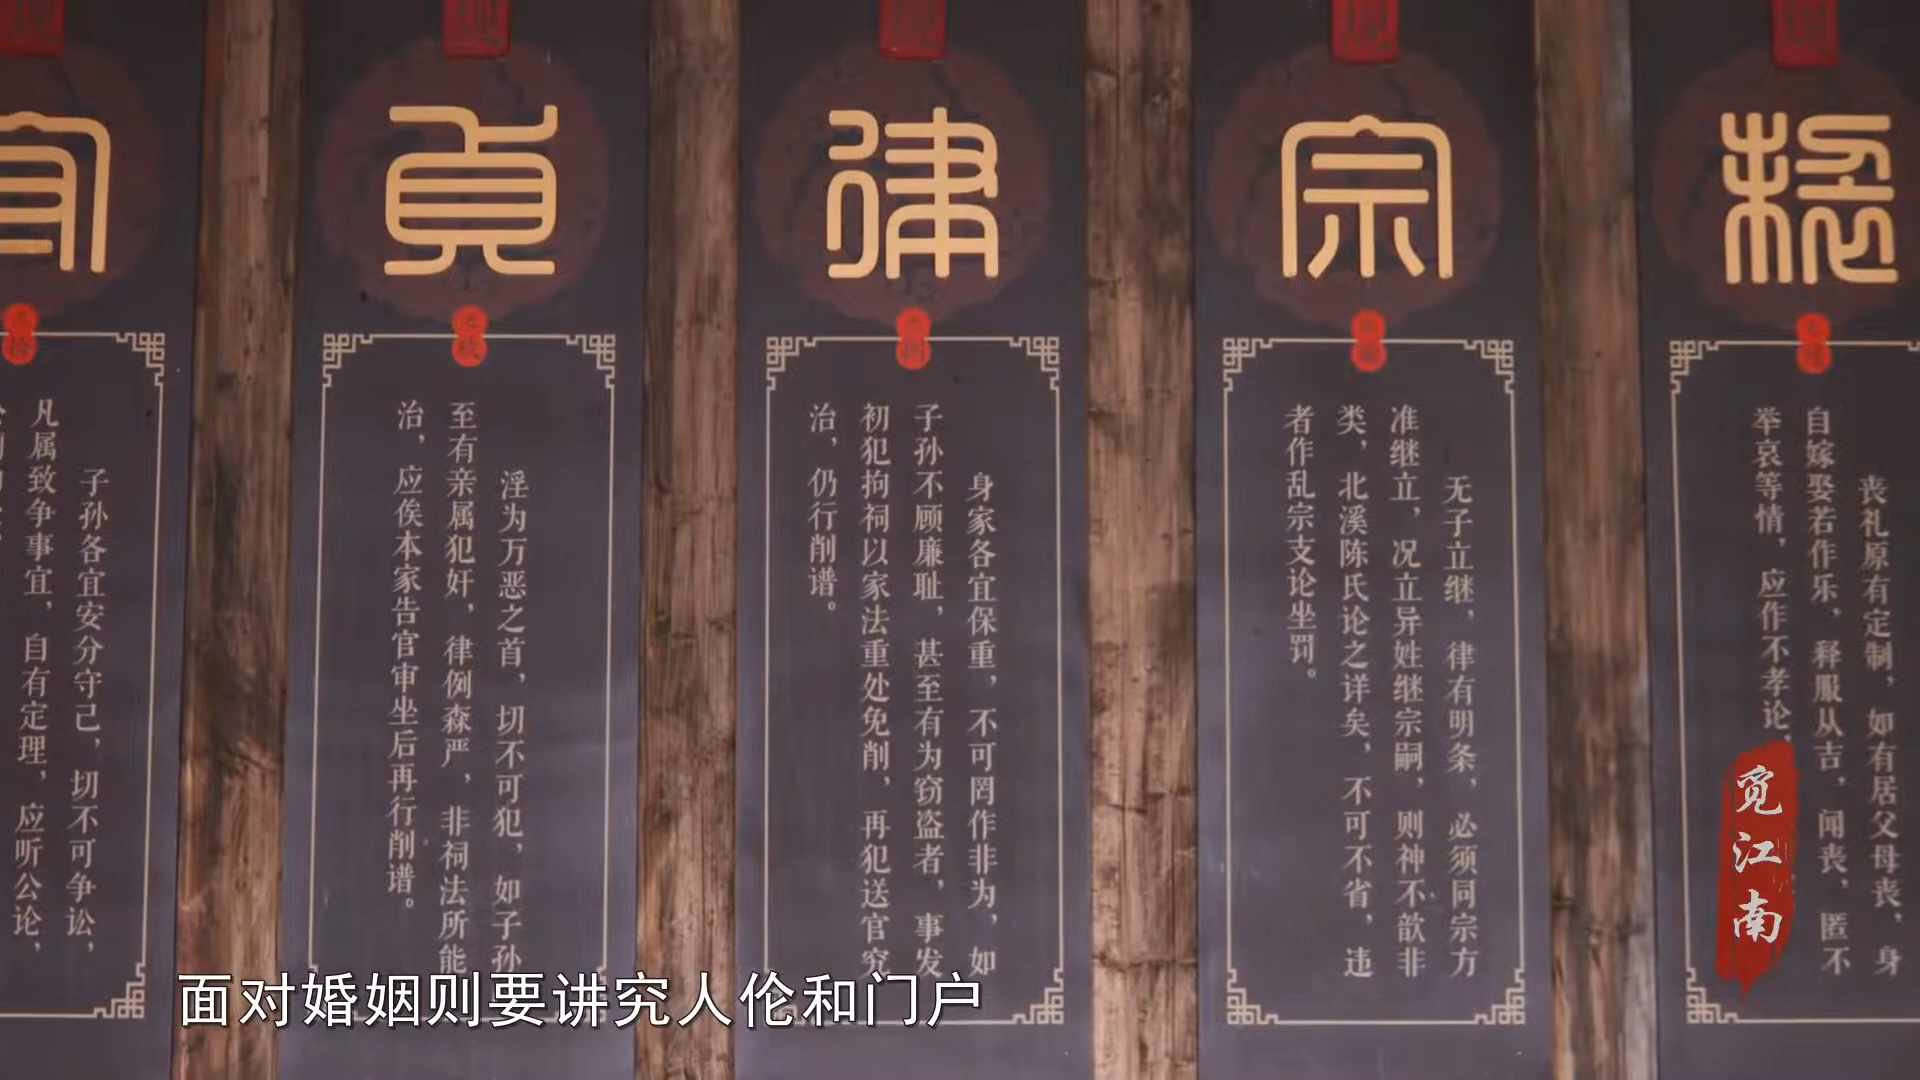 丧礼原有定制，如有居父母丧，身
自嫁娶若作乐，释服从吉，闻丧，匿不
举哀等情，应作不孝论
宗
无子立继，律有明条，必须同宗方
准继立，况立异姓继宗嗣，则神不歆非
类，北溪陈氏论之详矣，不可不省，违
者作乱宗支论坐罚。
律
之捌
身家各宜保重，不可罔作非为，如
子孙不顾廉耻，甚至有为窃盗者，事发
初犯拘祠以家法重处免削，再犯送官究
治，仍行削谱。
貞
之玖
淫为万恶之首，切不可犯，如子孙
至有亲属犯奸，律例森严，非祠法所能
治，应俟本家告官审坐后再行削谱。
之拾
子孙各宜安分守己，切不可争讼，
凡属致争事宜，自有定理，应听公论，
觅江南
面对婚姻则要讲究人伦和门户